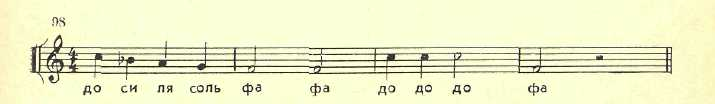 98
до си ля соль фа фа до до до фа